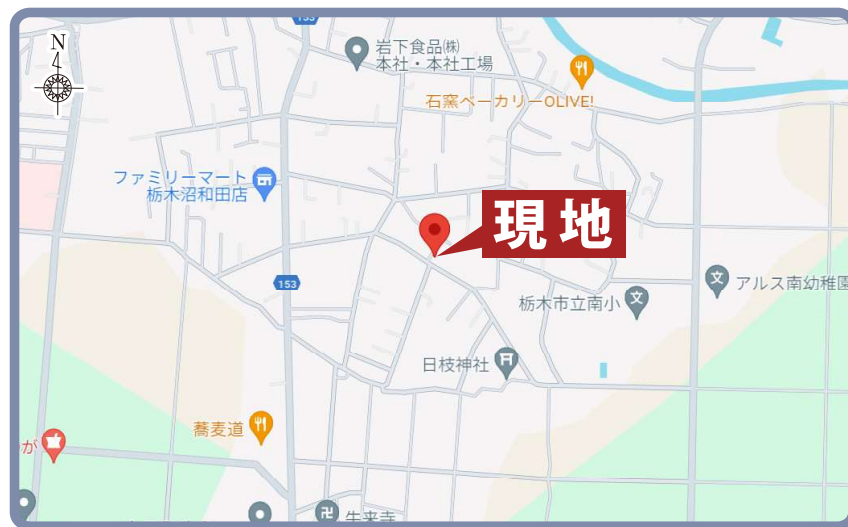 153
N
岩下食品㈱
本社・本社工場
石窯ベーカリーOLIVE!
ファミリーマート
栃木沼和田店
現地
153
アルス南幼稚園
栃木市立南小
日枝神社
蕎麦道
が
牛来寺